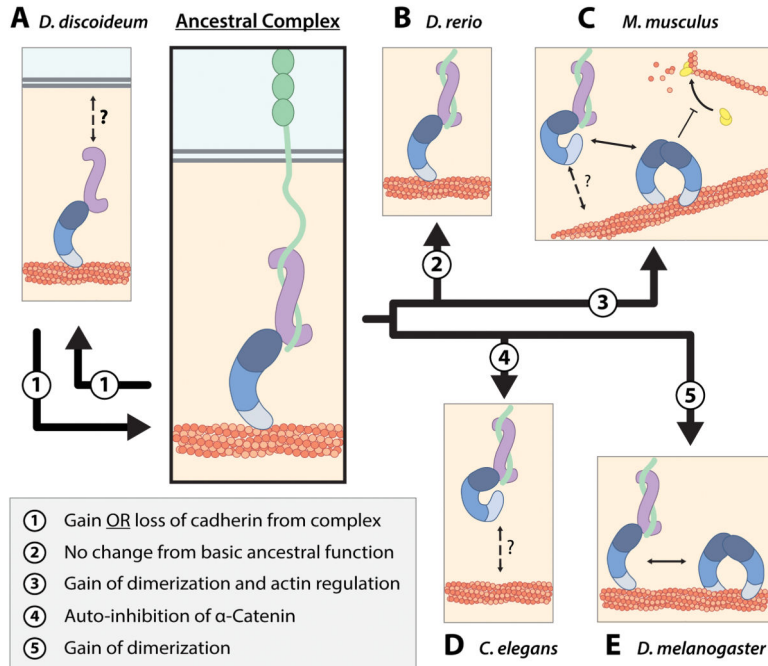 A D. discoideum
Ancestral Complex
B D. rerio
C M. musculus
?
?
2
3
1
1
4
5
?
1 Gain OR loss of cadherin from complex
2 No change from basic ancestral function
3 Gain of dimerization and actin regulation
4 Auto-inhibition of α-Catenin
5 Gain of dimerization
D C. elegans
E D. melanogaster